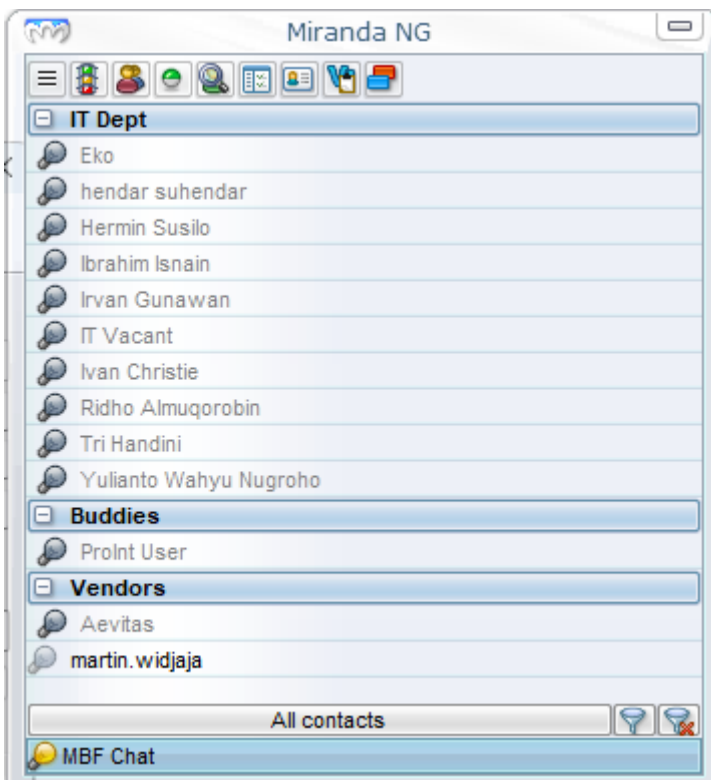 Miranda NG
IT Dept
Eko
hendar suhendar
Hermin Susilo
Ibrahim Isnain
Irvan Gunawan
IT Vacant
Ivan Christie
Ridho Almuqorobin
Tri Handini
Yulianto Wahyu Nugroho
Buddies
ProInt User
Vendors
Aevitas
martin.widjaja
All contacts
MBF Chat